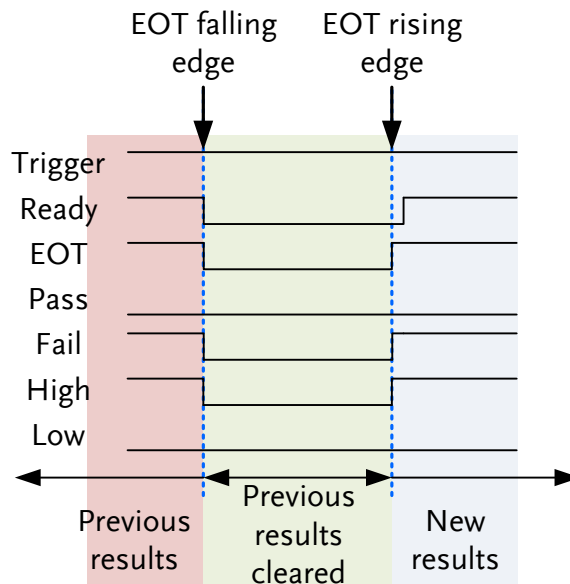 EOT falling
edge
EOT rising
edge
Trigger
Ready
EOT
Pass
Fail
High
Low
Previous
results
Previous
results
cleared
New
results